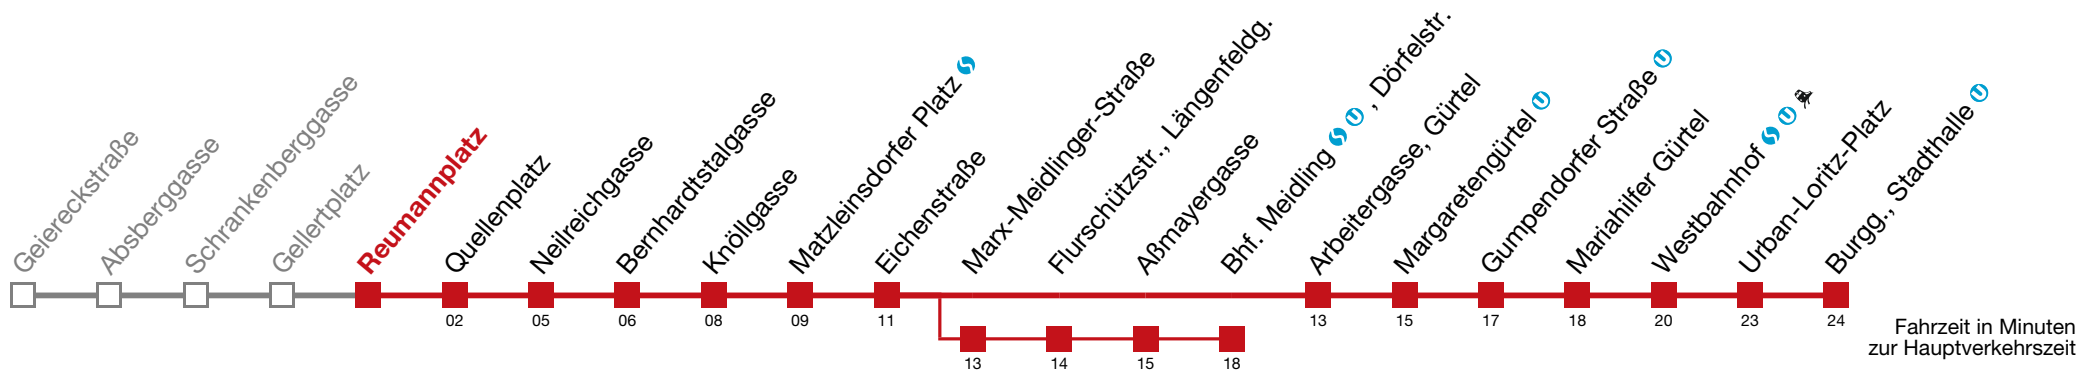 Geiereckstraße
Absberggasse
Schrankenberggasse
Gellertplatz
Reumannplatz
Quellenplatz
Neilreichgasse
Bernhardtstalgasse
Knöllgasse
Matzleinsdorfer Platz S
Eichenstraße
Marx-Meidlinger-Straße
Flurschützstr., Längenfeldg.
Aßmayergasse
Bhf. Meidling S U , Dörfelstr.
Arbeitergasse, Gürtel
Margaretengürtel U
Gumpendorfer Straße U
Mariahilfer Gürtel
Westbahnhof S U
Urban-Loritz-Platz
Burgg., Stadthalle U
02 05 06 08 09 11 13 15 17 18 20 23 24
13 14 15 18
Fahrzeit in Minuten
zur Hauptverkehrszeit